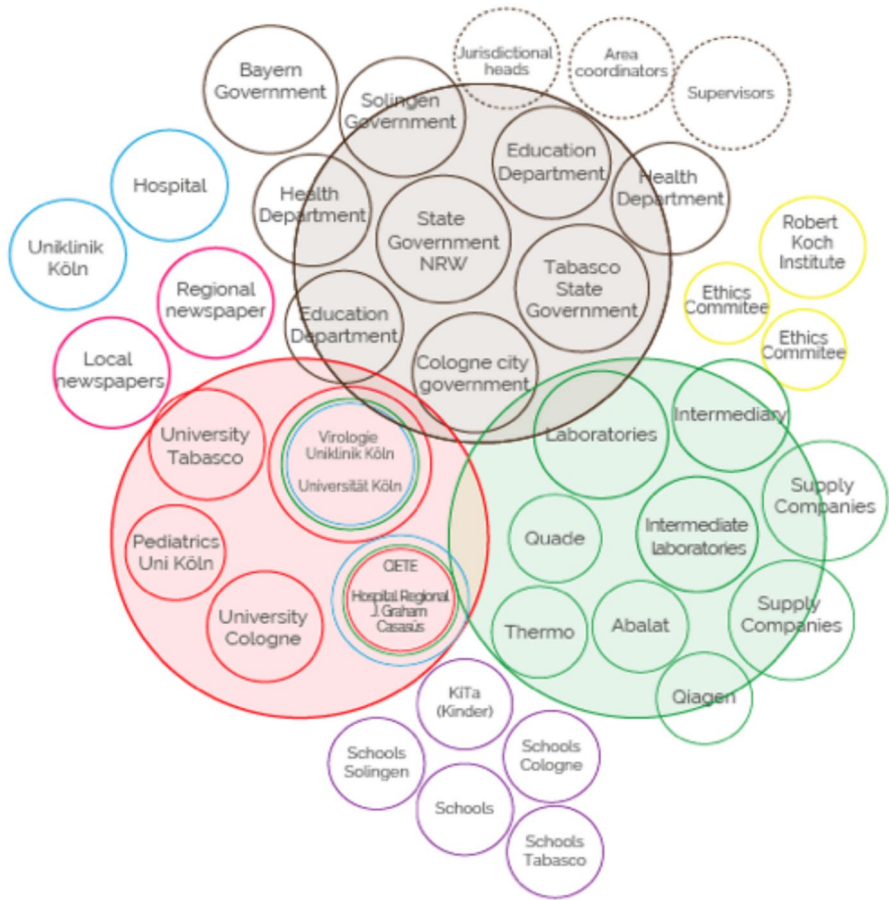 Jurisdictional
heads
Area
coordinators
Supervisors
Bayern
Government
Solingen
Government
Education
Department
Health
Department
Health
Department
State
Government
NRW
Tabasco
State
Government
Education
Department
Cologne city
government
Hospital
Uniklinik
Köln
Regional
newspaper
Local
newspapers
Robert
Koch
Institute
Ethics
Commitee
Ethics
Commitee
University
Tabasco
Virologie
Uniklinik Köln
Universität Köln
Pediatrics
Uni Köln
University
Cologne
CIETE
Hospital Regional
J. Graham
Casasús
Laboratories
Intermediary
Supply
Companies
Quade
Intermediate
laboratories
Thermo
Abalat
Supply
Companies
Qiagen
KiTa
(Kinder)
Schools
Solingen
Schools
Cologne
Schools
Schools
Tabasco